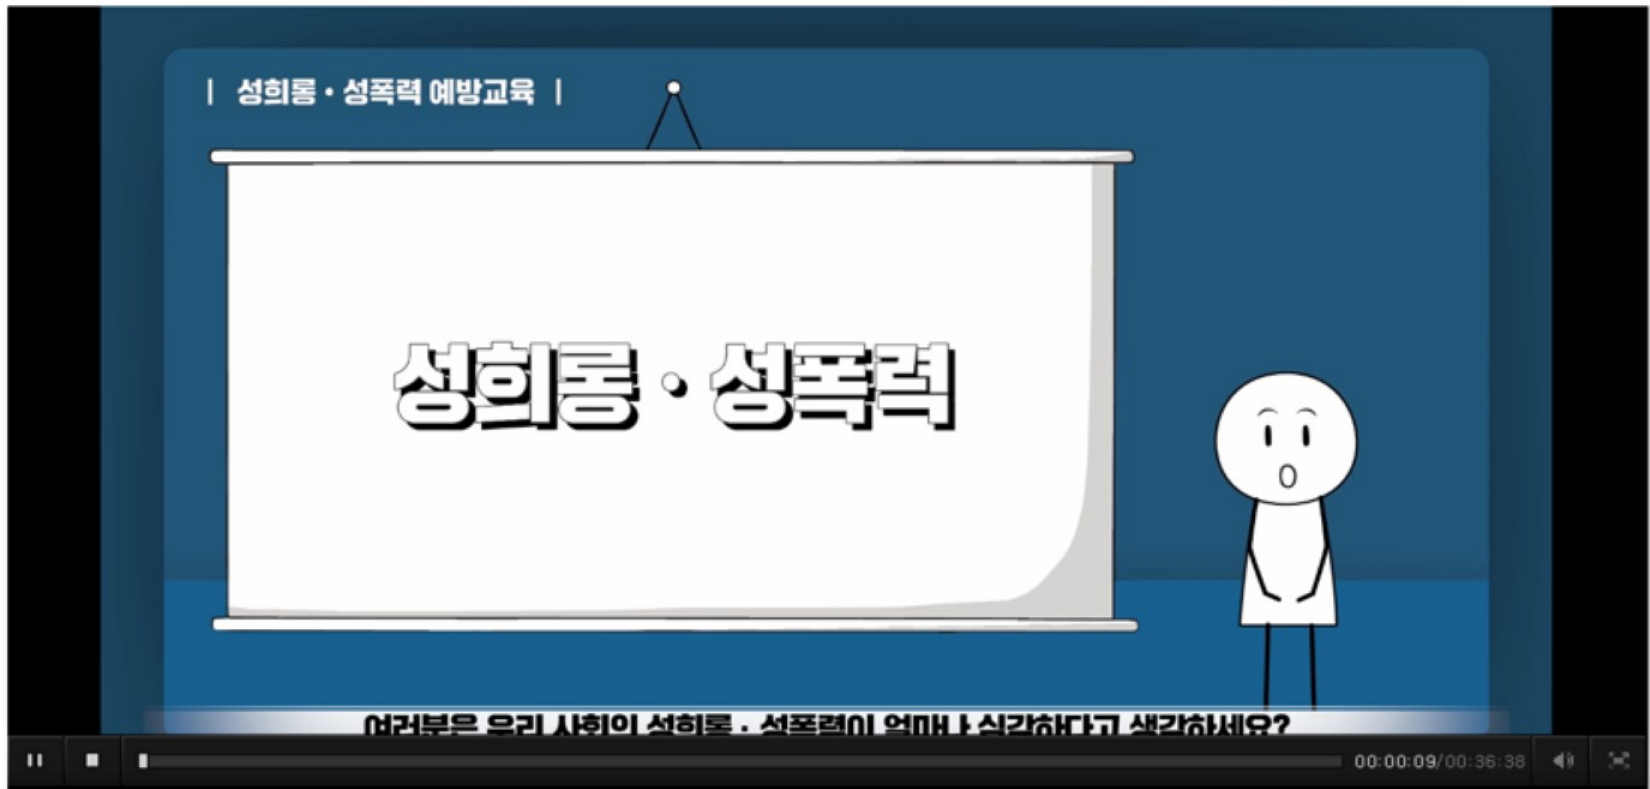 | 성희롱 • 성폭력 예방교육 |
성희롱 • 성폭력
여러분은 우리 사회의 성희롱 · 성폭력이 얼마나 심각하다고 생각하세요?
00:00:09/00:36:38